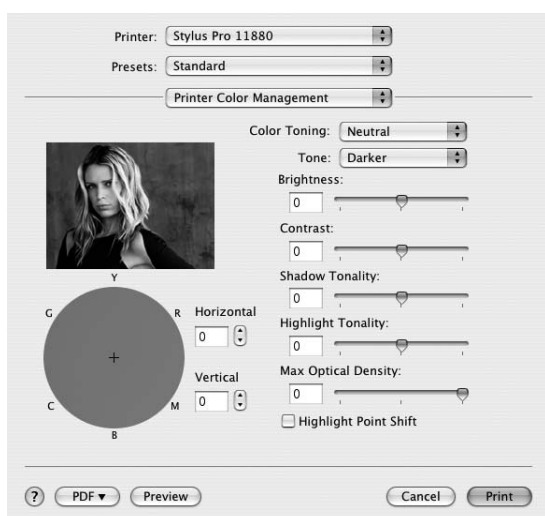 Printer: Stylus Pro 11880
Presets: Standard
Printer Color Management
Color Toning: Neutral
Tone: Darker
Brightness:
0
Contrast:
0
Shadow Tonality:
0
Highlight Tonality:
0
Max Optical Density:
0
Highlight Point Shift
Y
G
R
C
M
B
Horizontal
0
Vertical
0
? PDF▼ Preview Cancel Print